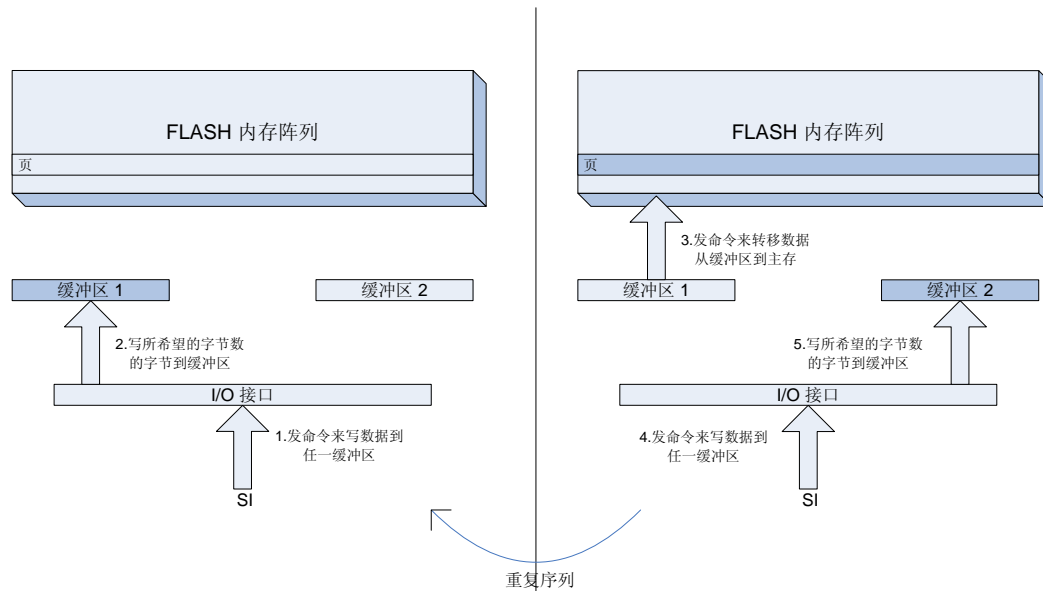 FLASH 内存阵列
页
缓冲区 1
缓冲区 2
2.写所希望的字节数
的字节到缓冲区
I/O 接口
1.发命令来写数据到
任一缓冲区
SI
FLASH 内存阵列
页
3.发命令来转移数据
从缓冲区到主存
缓冲区 1
缓冲区 2
5.写所希望的字节数
的字节到缓冲区
I/O 接口
4.发命令来写数据到
任一缓冲区
SI
重复序列